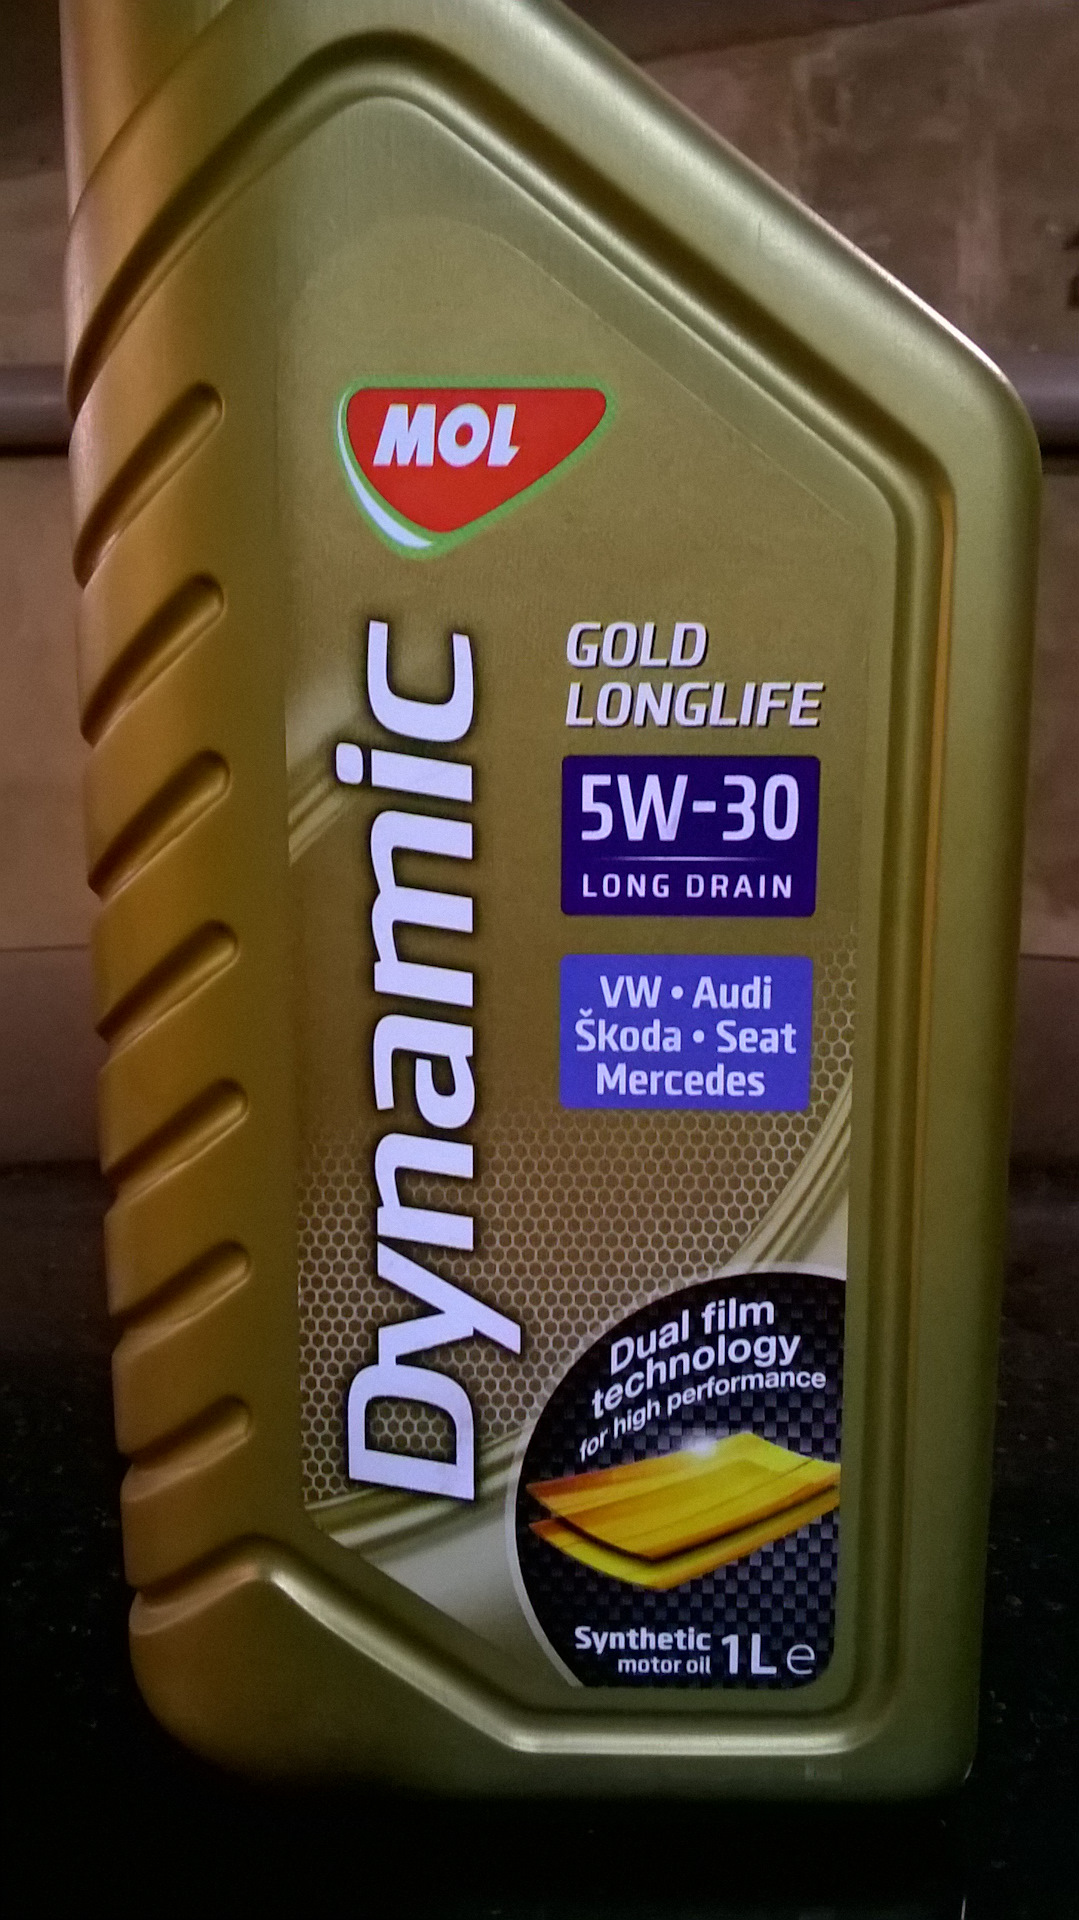 MOL
Dynamic
GOLD
LONGLIFE
5W-30
LONG DRAIN
VW • Audi
Škoda • Seat
Mercedes
Dual film
technology
for high performance
Synthetic
motor oil
1L e